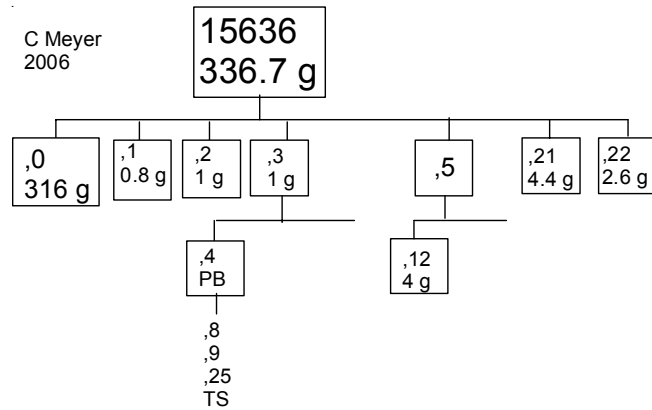 C Meyer
2006
15636
336.7 g
,0
316 g
,1
0.8 g
,2
1 g
,3
1 g
,5
,21
4.4 g
,22
2.6 g
,4
PB
,12
4 g
,8
,9
,25
TS